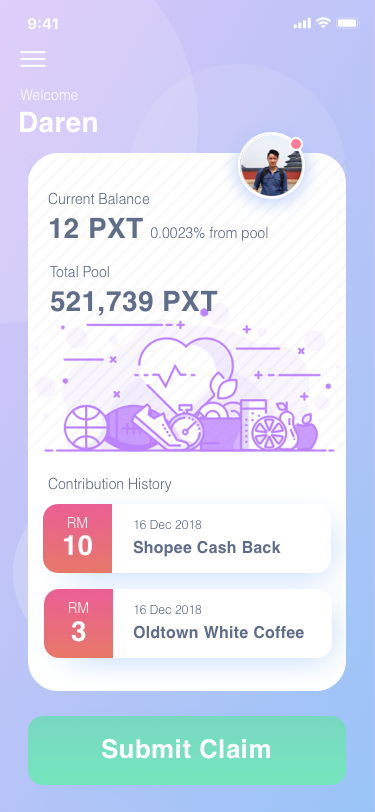 9:41
Welcome
Daren
Current Balance
12 PXT 0.0023% from pool
Total Pool
521,739 PXT
Contribution History
RM
10
16 Dec 2018
Shopee Cash Back
RM
3
16 Dec 2018
Oldtown White Coffee
Submit Claim